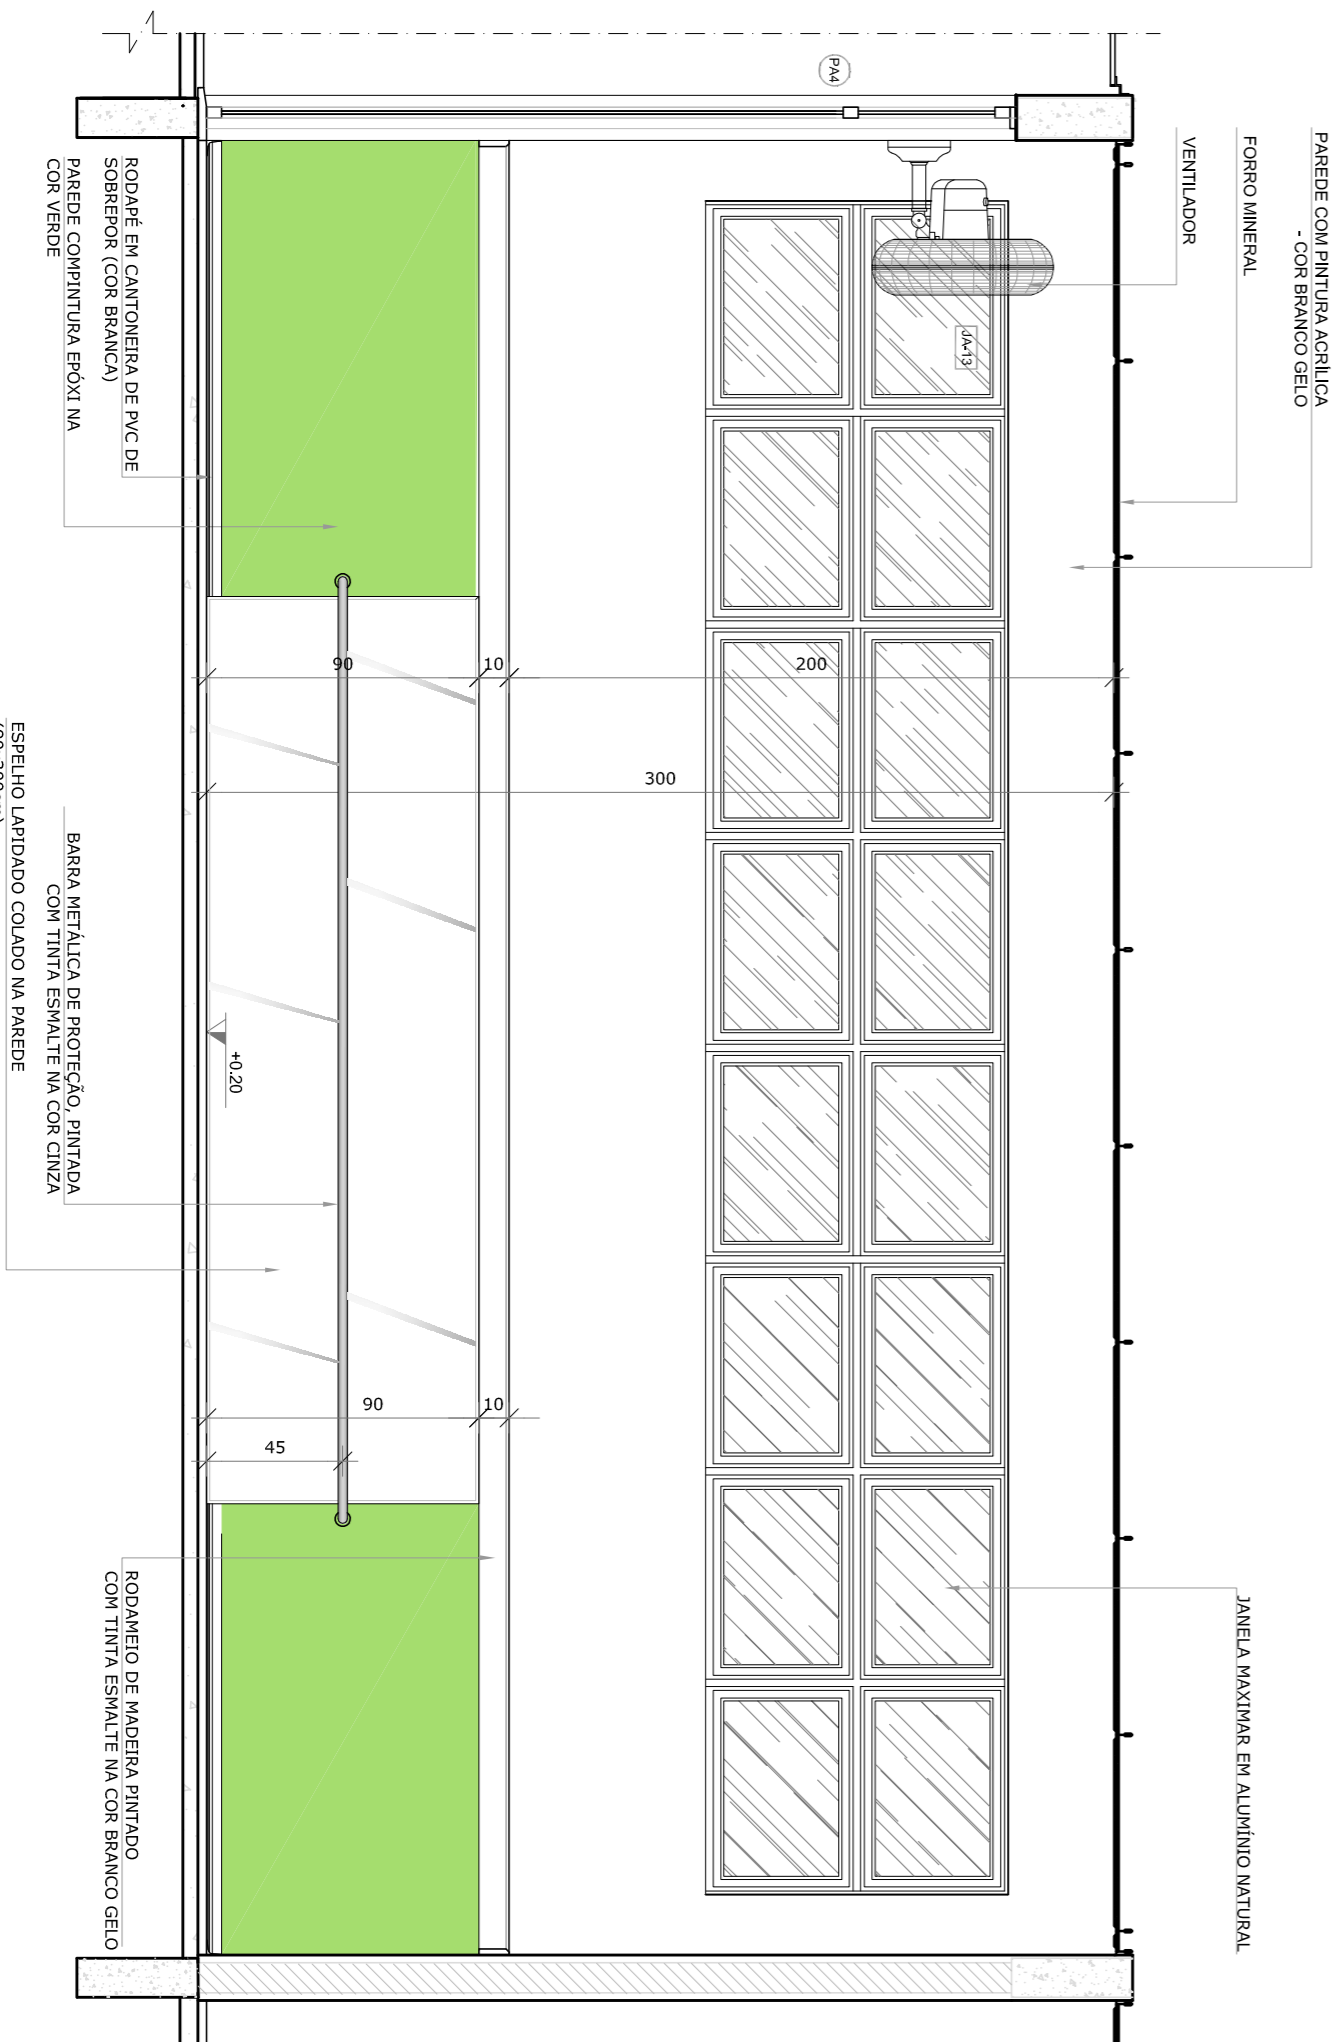 PAREDE COM PINTURA ACRÍLICA
- COR BRANCO GELO
FORRO MINERAL
VENTILADOR
JANELA MAXIMAR EM ALUMÍNIO NATURAL
PA4
JA-13
200
10
90
300
10
90
45
+0.20
RODAPÉ EM CANTONEIRA DE PVC DE
SOBREPOR (COR BRANCA)
PAREDE COMPINTURA EPÓXI NA
COR VERDE
RODAMEIO DE MADEIRA PINTADO
COM TINTA ESMALTE NA COR BRANCO GELO
BARRA METÁLICA DE PROTEÇÃO, PINTADA
COM TINTA ESMALTE NA COR CINZA
ESPELHO LAPIDADO COLADO NA PAREDE